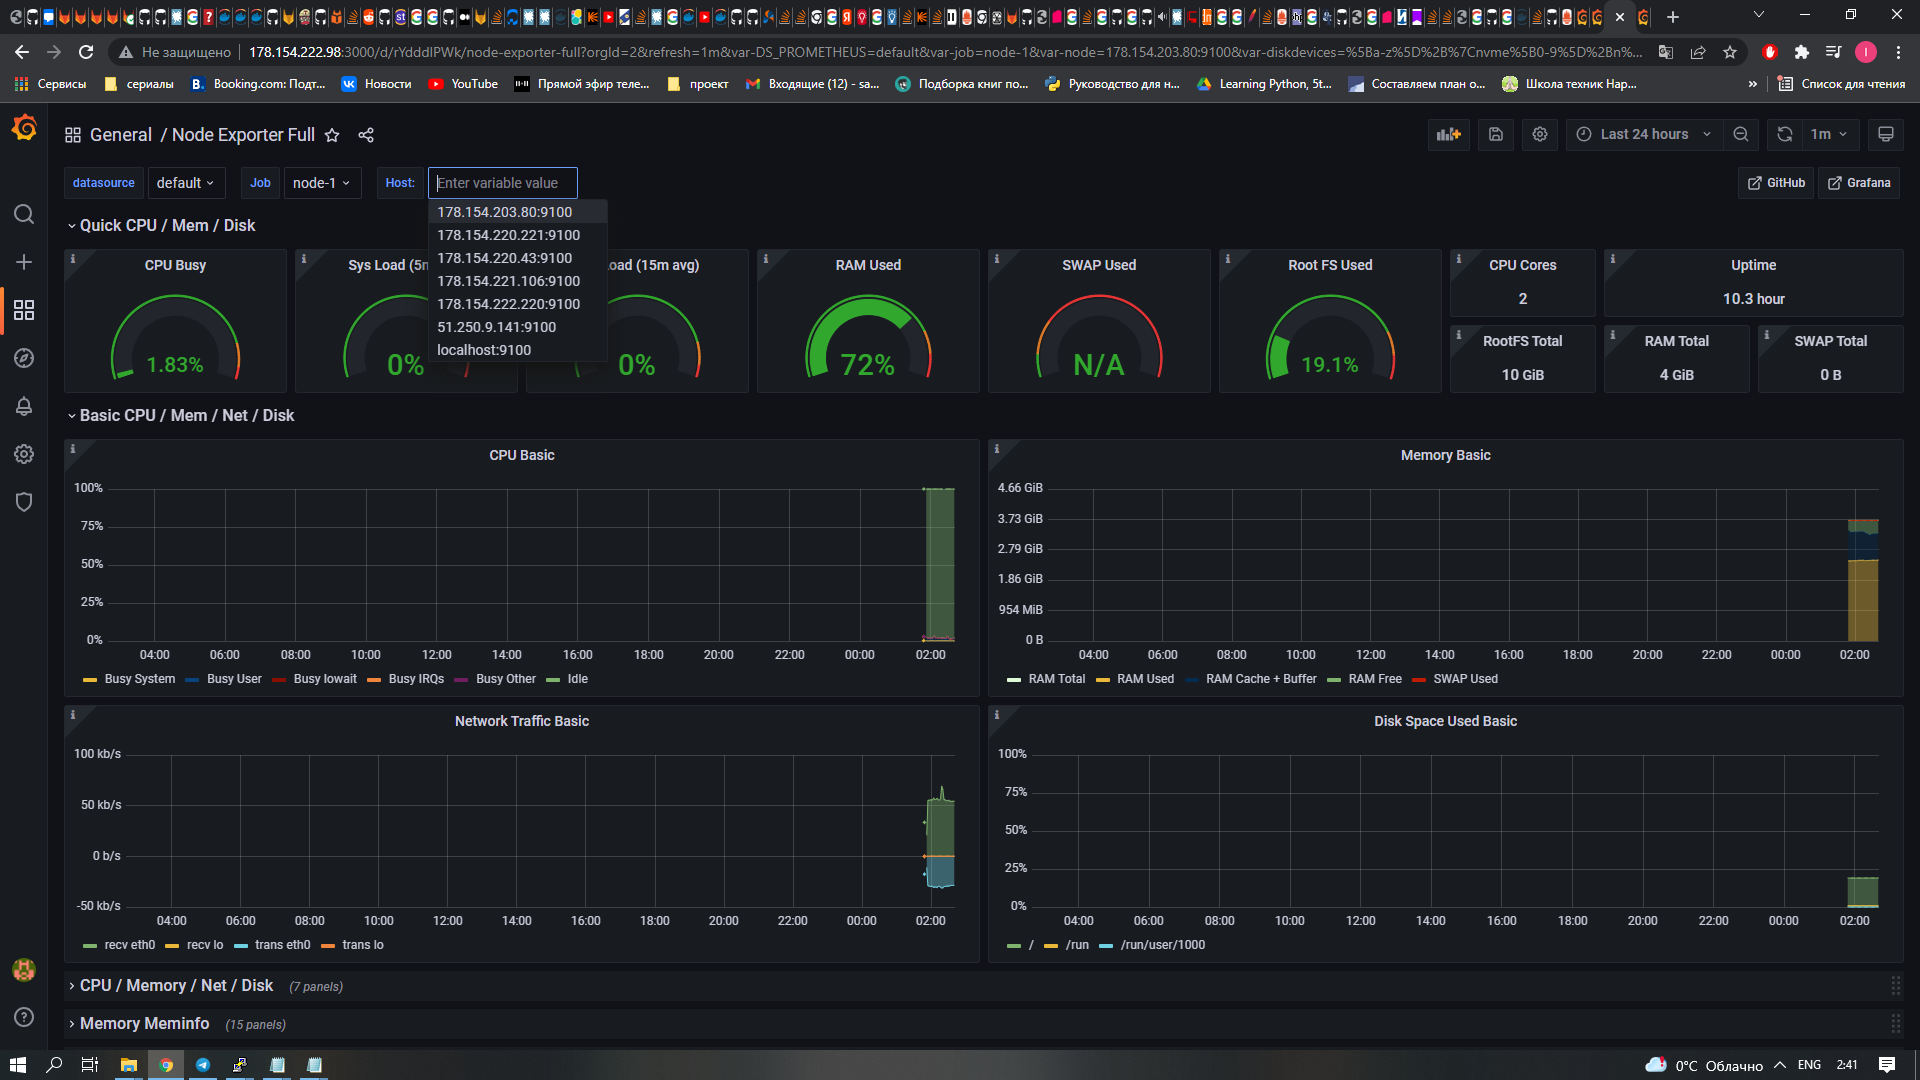 Не защищено
178.154.222.98:3000/d/rYdddlPWk/node-exporter-full?orgId=2&refresh=1m&var-DS_PROMETHEUS=default&var-job=node-1&var-node=178.154.203.80:9100&var-diskdevices=%5Ba-z%5D%2B%7Cnvme%5B0-9%5D%2Bn%...
Сервисы
сериалы
Booking.com: Подт...
Новости
YouTube
Прямой эфир теле...
проект
Входящие (12) - sa...
Подборка книг по...
Руководство для н...
Learning Python, 5t...
Составляем план о...
Школа техник Нар...
»
Список для чтения
General / Node Exporter Full
Last 24 hours
1m
datasource
default
Job
node-1
Host:
Enter variable value
GitHub
Grafana
178.154.203.80:9100
178.154.220.221:9100
178.154.220.43:9100
178.154.221.106:9100
178.154.222.220:9100
51.250.9.141:9100
localhost:9100
Quick CPU / Mem / Disk
CPU Busy
1.83%
Sys Load (5m
0%
oad (15m avg)
0%
RAM Used
72%
SWAP Used
N/A
Root FS Used
19.1%
CPU Cores
2
Uptime
10.3 hour
RootFS Total
10 GiB
RAM Total
4 GiB
SWAP Total
0 B
Basic CPU / Mem / Net / Disk
CPU Basic
100%
75%
50%
25%
0%
04:00 06:00 08:00 10:00 12:00 14:00 16:00 18:00 20:00 22:00 00:00 02:00
Busy System Busy User Busy Iowait Busy IRQs Busy Other Idle
Memory Basic
4.66 GiB
3.73 GiB
2.79 GiB
1.86 GiB
954 MiB
0 B
04:00 06:00 08:00 10:00 12:00 14:00 16:00 18:00 20:00 22:00 00:00 02:00
RAM Total RAM Used RAM Cache + Buffer RAM Free SWAP Used
Network Traffic Basic
100 kb/s
50 kb/s
0 b/s
-50 kb/s
04:00 06:00 08:00 10:00 12:00 14:00 16:00 18:00 20:00 22:00 00:00 02:00
recv eth0 recv lo trans eth0 trans lo
Disk Space Used Basic
100%
75%
50%
25%
0%
04:00 06:00 08:00 10:00 12:00 14:00 16:00 18:00 20:00 22:00 00:00 02:00
/ /run /run/user/1000
CPU / Memory / Net / Disk (7 panels)
Memory Meminfo (15 panels)
0°C Облачно
ENG
2:41